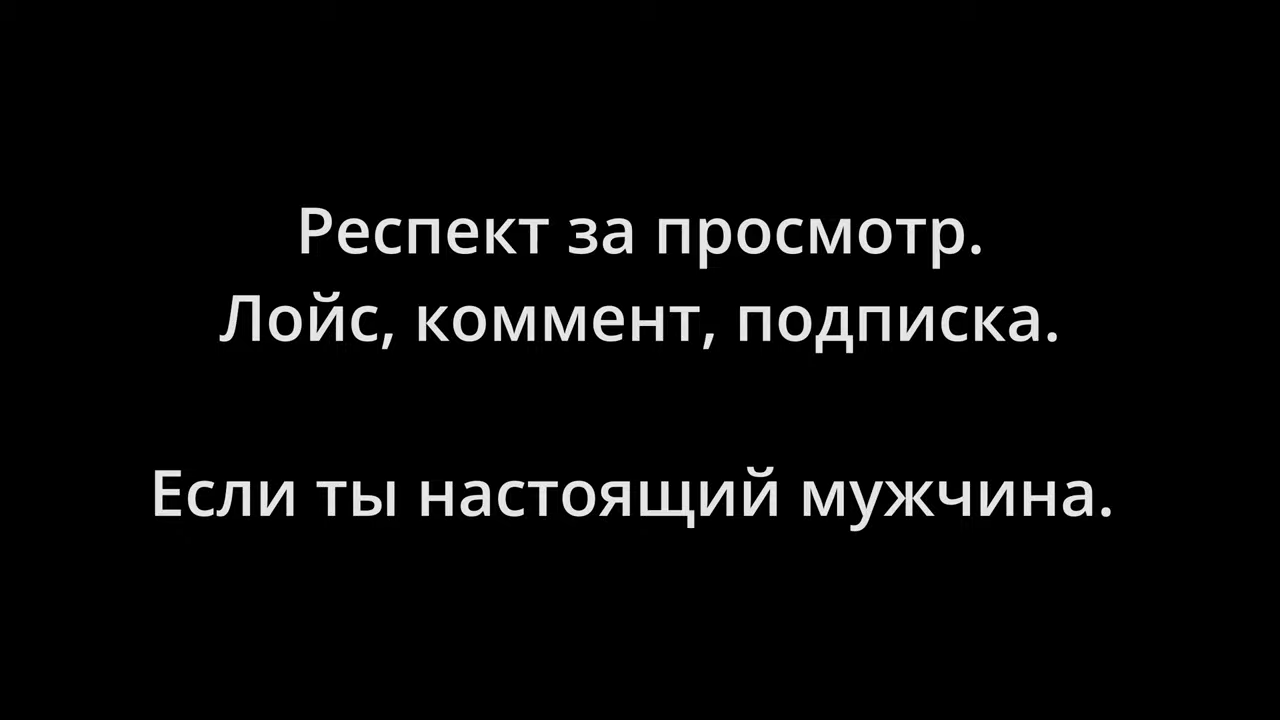 Респект за просмотр.
Лойс, коммент, подписка.
Если ты настоящий мужчина.